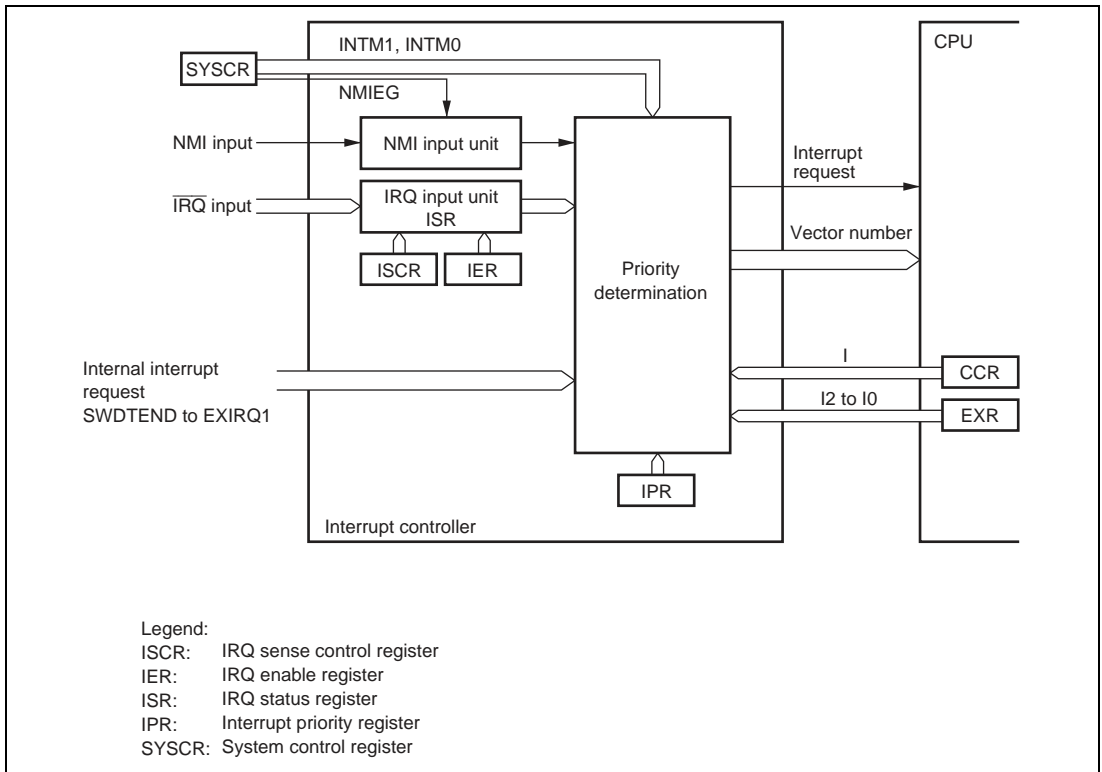 INTM1, INTM0
CPU
SYSCR
NMIEG
NMI input
NMI input unit
Interrupt
request
IRQ input
IRQ input unit
ISR
Vector number
ISCR
IER
Priority
determination
Internal interrupt
request
SWDTEND to EXIRQ1
I
CCR
I2 to I0
EXR
IPR
Interrupt controller
Legend:
ISCR: IRQ sense control register
IER: IRQ enable register
ISR: IRQ status register
IPR: Interrupt priority register
SYSCR: System control register